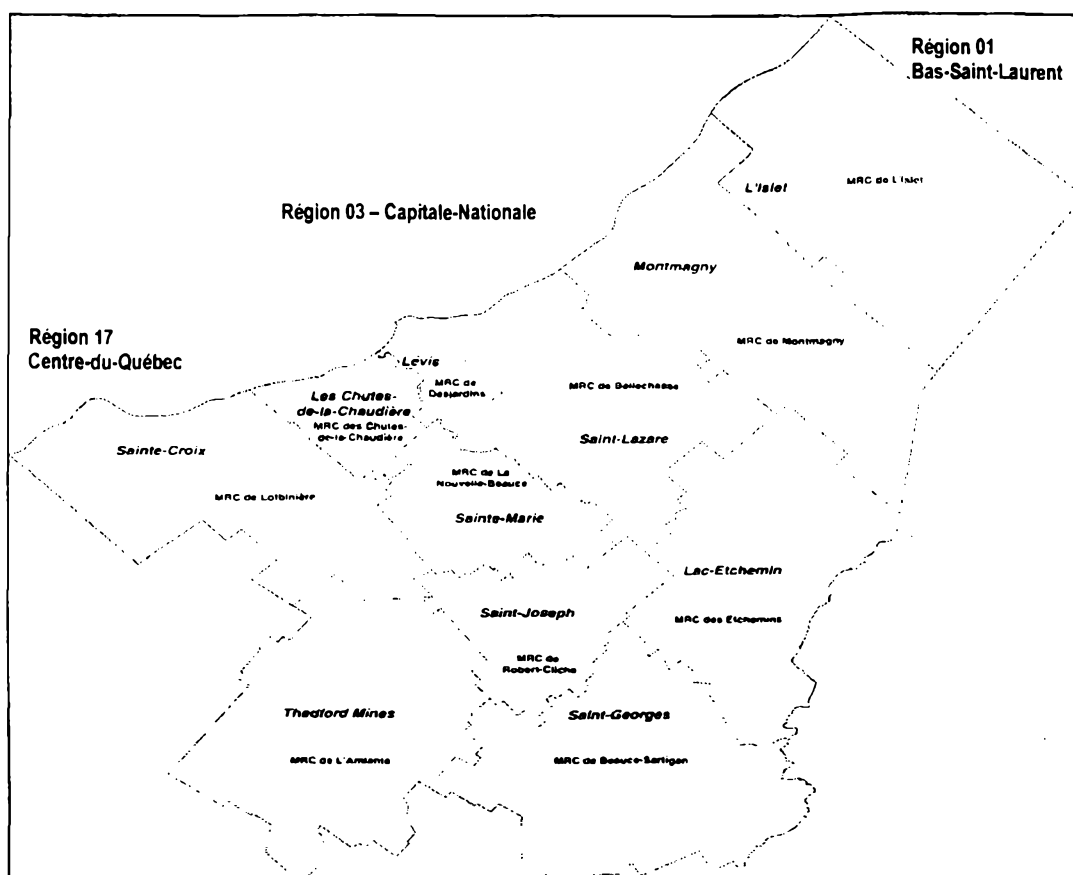 Région 01
Bas-Saint-Laurent
L'Islet
MRC de L'Islet
Région 03 – Capitale-Nationale
Montmagny
Région 17
Centre-du-Québec
MRC de Montmagny
Lévis
MRC de
Desjardins
MRC de Bellechasse
Les Chutes-
de-la-Chaudière
MRC des Chutes-
de-la-Chaudière
Saint-Lazare
Sainte-Croix
MRC de La
Nouvelle-Beauce
MRC de Lotbinière
Sainte-Marie
Lac-Etchemin
Saint-Joseph
MRC des Etchemins
MRC de
Robert-Cliche
Thedford Mines
Saint-Georges
MRC de L'Amiante
MRC de Beauce-Sartigan